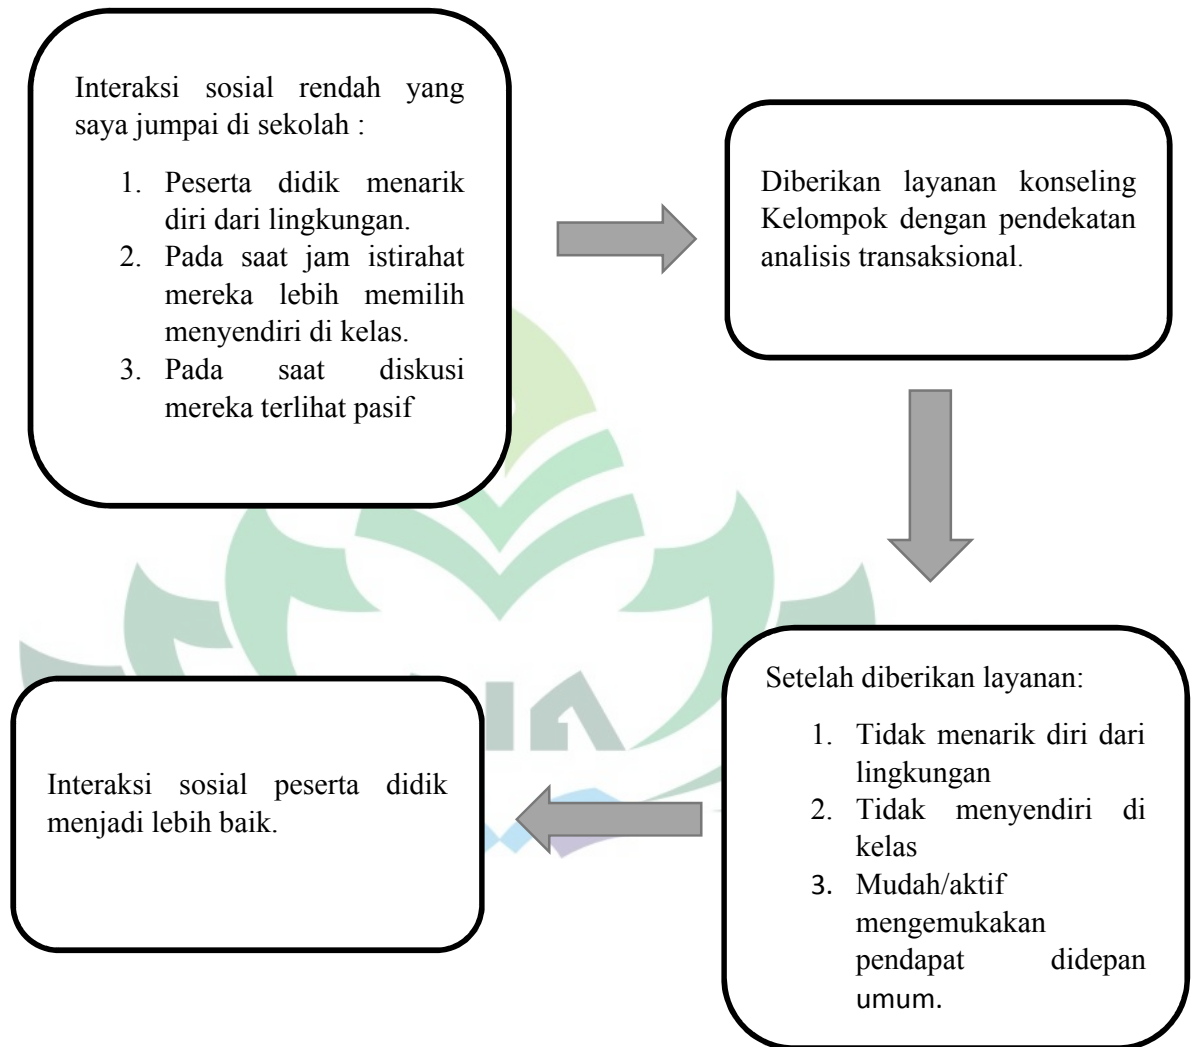 Interaksi sosial rendah yang
saya jumpai di sekolah :
1. Peserta didik menarik
diri dari lingkungan.
2. Pada saat jam istirahat
mereka lebih memilih
menyendiri di kelas.
3. Pada saat diskusi
mereka terlihat pasif
Diberikan layanan konseling
Kelompok dengan pendekatan
analisis transaksional.
Setelah diberikan layanan:
1. Tidak menarik diri dari
lingkungan
2. Tidak menyendiri di
kelas
3. Mudah/aktif
mengemukakan
pendapat didepan
umum.
Interaksi sosial peserta didik
menjadi lebih baik.